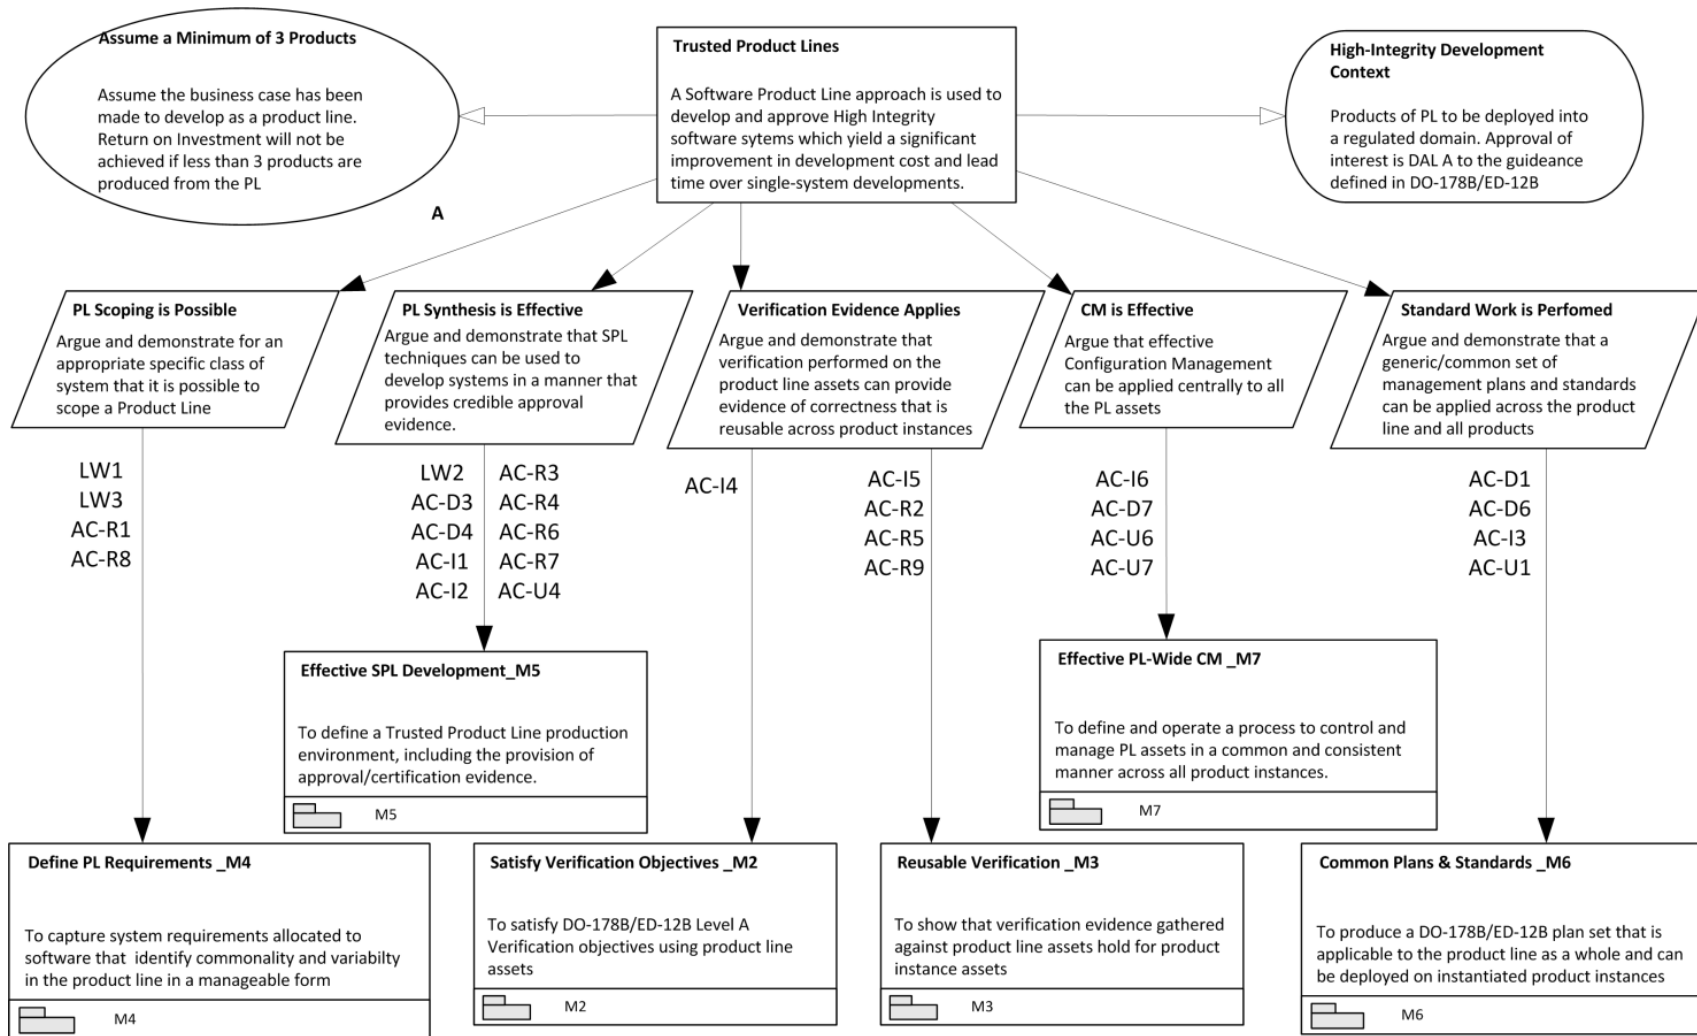 Assume a Minimum of 3 Products
Assume the business case has been
made to develop as a product line.
Return on Investment will not be
achieved if less than 3 products are
produced from the PL
A
Trusted Product Lines
A Software Product Line approach is used to
develop and approve High Integrity
software sytems which yield a significant
improvement in development cost and lead
time over single-system developments.
High-Integrity Development
Context
Products of PL to be deployed into
a regulated domain. Approval of
interest is DAL A to the guideance
defined in DO-178B/ED-12B
PL Scoping is Possible
Argue and demonstrate for an
appropriate specific class of
system that it is possible to
scope a Product Line
PL Synthesis is Effective
Argue and demonstrate that SPL
techniques can be used to
develop systems in a manner that
provides credible approval
evidence.
Verification Evidence Applies
Argue and demonstrate that
verification performed on the
product line assets can provide
evidence of correctness that is
reusable across product instances
CM is Effective
Argue that effective
Configuration Management
can be applied centrally to all
the PL assets
Standard Work is Perfomed
Argue and demonstrate that a
generic/common set of
management plans and standards
can be applied across the product
line and all products
LW1
LW3
AC-R1
AC-R8
LW2
AC-D3
AC-D4
AC-I1
AC-I2
AC-R3
AC-R4
AC-R6
AC-R7
AC-U4
AC-I4
AC-I5
AC-R2
AC-R5
AC-R9
AC-I6
AC-D7
AC-U6
AC-U7
AC-D1
AC-D6
AC-I3
AC-U1
Effective SPL Development_M5
To define a Trusted Product Line production
environment, including the provision of
approval/certification evidence.
M5
Effective PL-Wide CM _M7
To define and operate a process to control and
manage PL assets in a common and consistent
manner across all product instances.
M7
Define PL Requirements _M4
To capture system requirements allocated to
software that  identify commonality and variabilty
in the product line in a manageable form
M4
Satisfy Verification Objectives _M2
To satisfy DO-178B/ED-12B Level A
Verification objectives using product line
assets
M2
Reusable Verification _M3
To show that verification evidence gathered
against product line assets hold for product
instance assets
M3
Common Plans & Standards _M6
To produce a DO-178B/ED-12B plan set that is
applicable to the product line as a whole and can
be deployed on instantiated product instances
M6